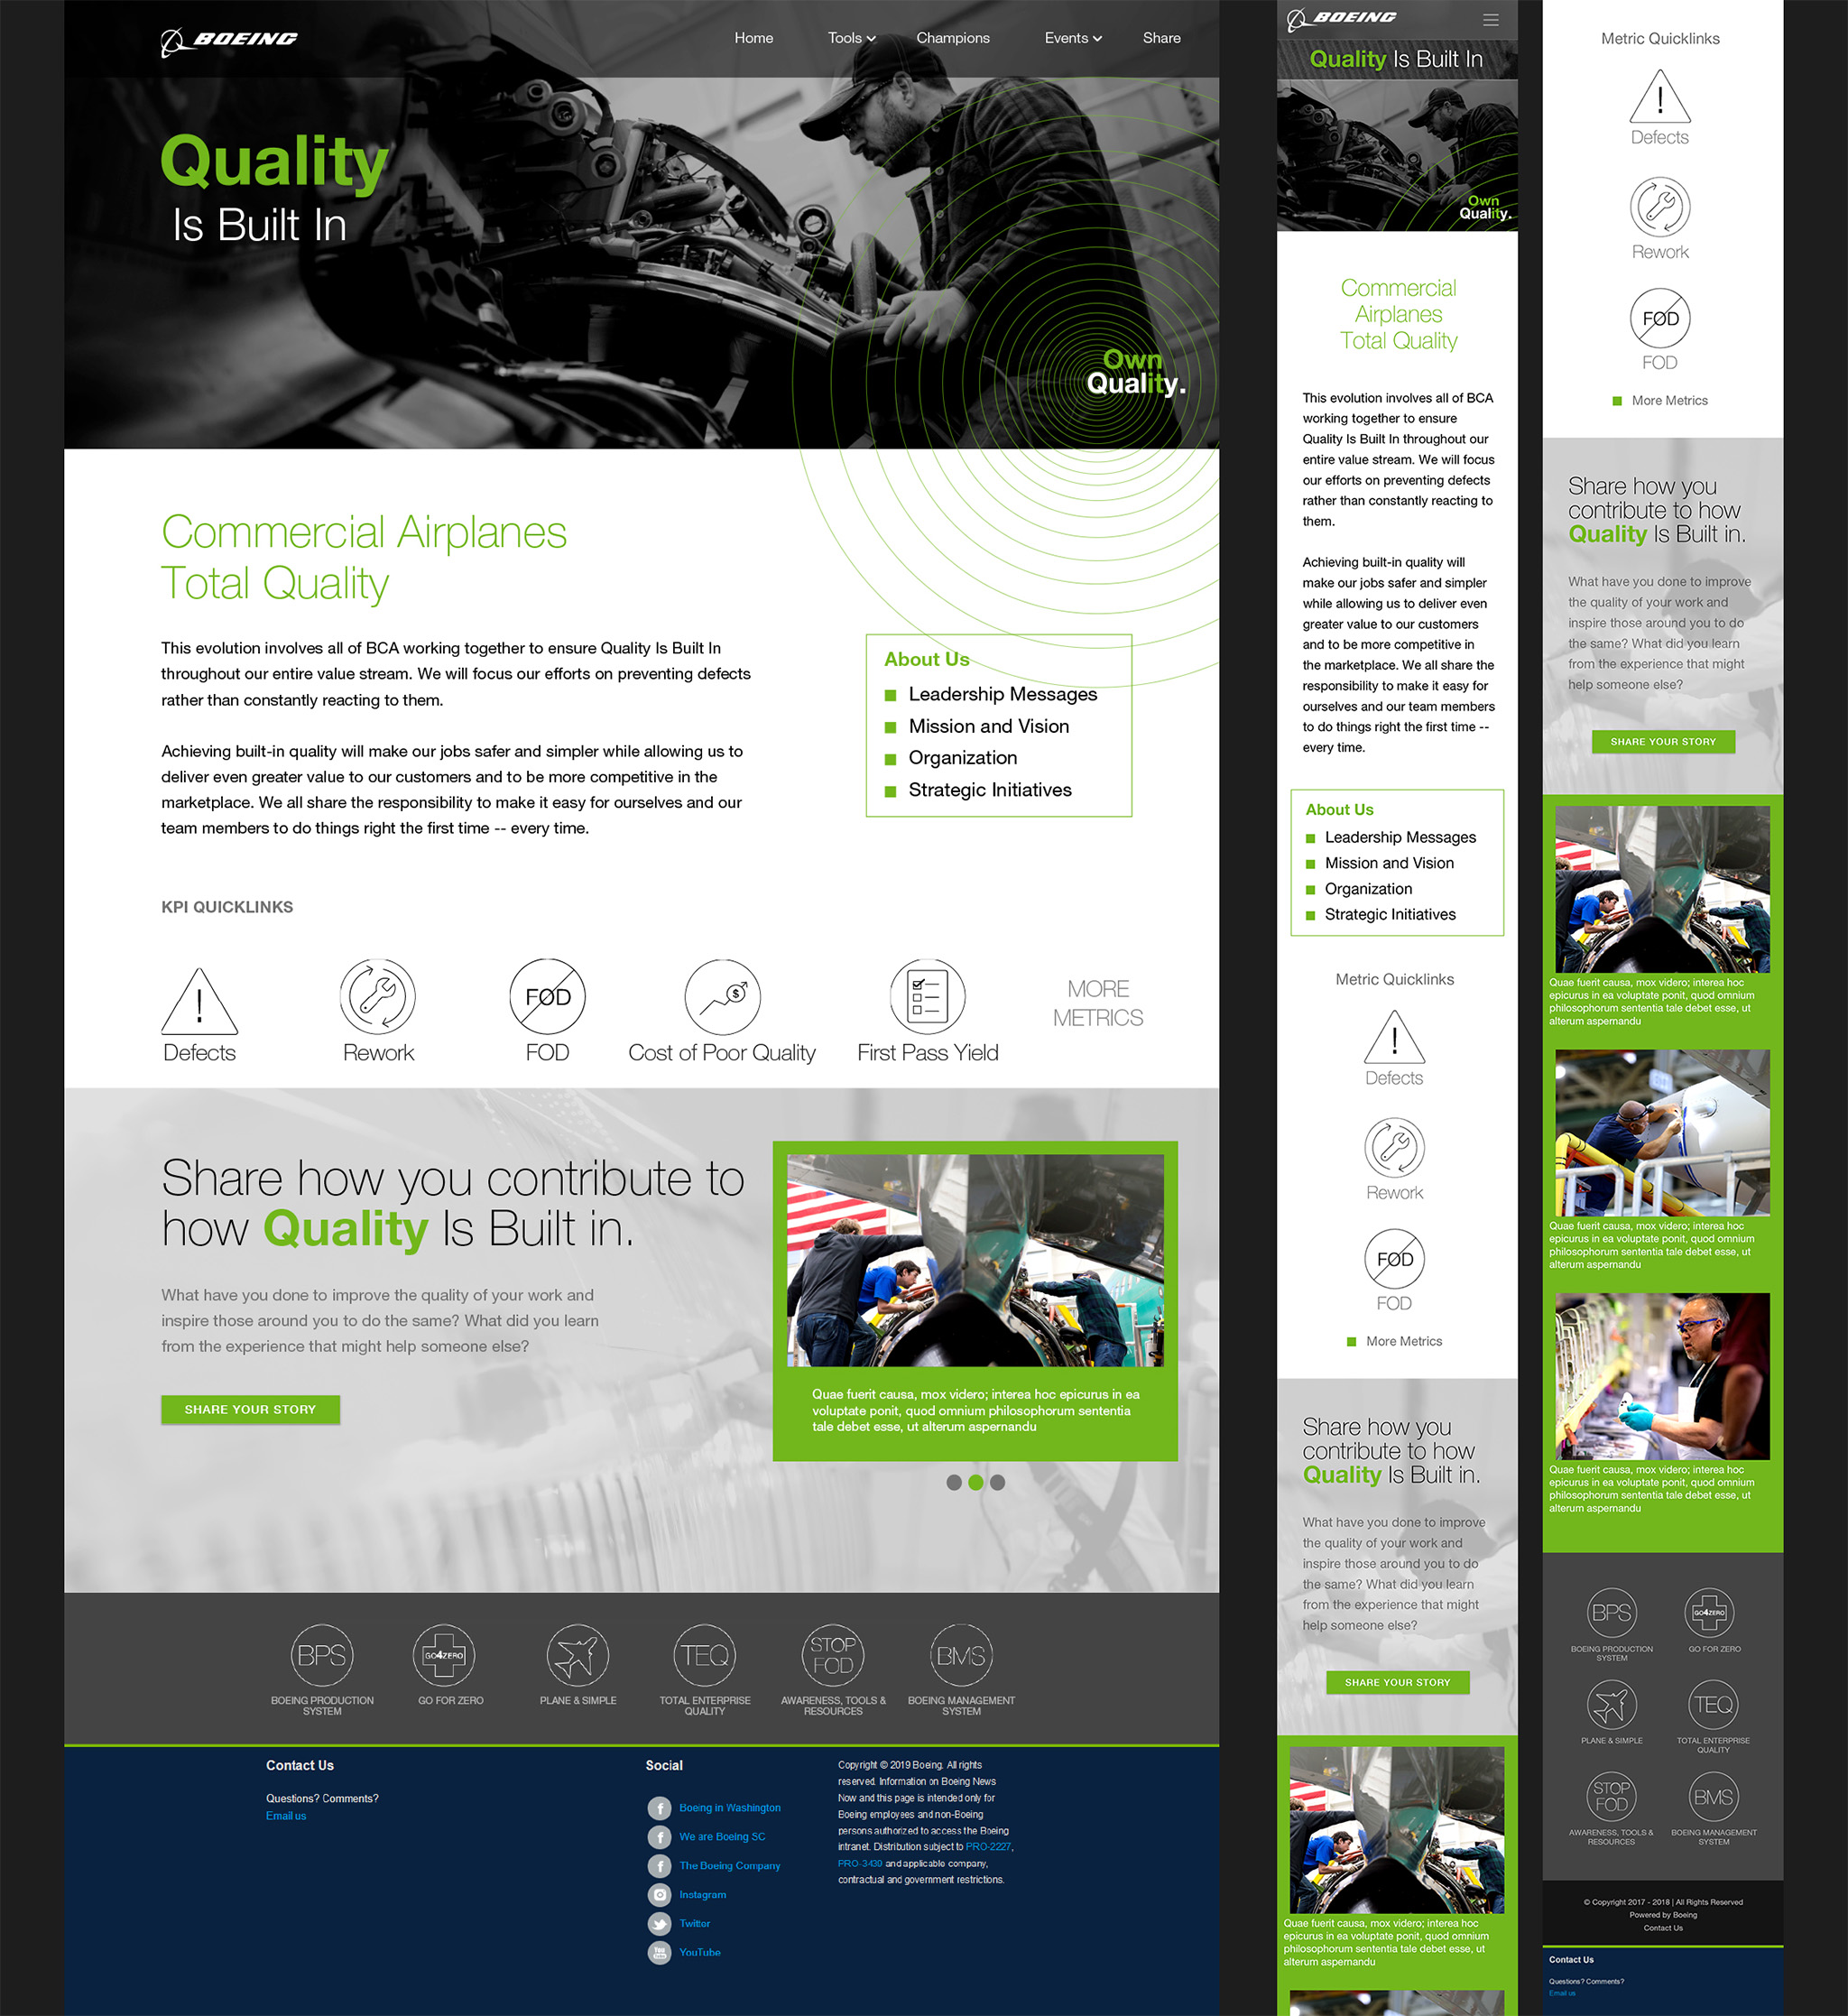 BOEING
Home
Tools
Champions
Events
Share
Quality
Is Built In
Own
Quality.
Commercial Airplanes
Total Quality
This evolution involves all of BCA working together to ensure Quality Is Built In
throughout our entire value stream. We will focus our efforts on preventing defects
rather than constantly reacting to them.
Achieving built-in quality will make our jobs safer and simpler while allowing us to
deliver even greater value to our customers and to be more competitive in the
marketplace. We all share the responsibility to make it easy for ourselves and our
team members to do things right the first time -- every time.
About Us
Leadership Messages
Mission and Vision
Organization
Strategic Initiatives
KPI QUICKLINKS
!
Defects
Rework
FOD
FOD
$
Cost of Poor Quality
First Pass Yield
MORE
METRICS
Share how you contribute to
how Quality Is Built in.
What have you done to improve the quality of your work and
inspire those around you to do the same? What did you learn
from the experience that might help someone else?
SHARE YOUR STORY
Quae fuerit causa, mox videro; interea hoc epicurus in ea
voluptate ponit, quod omnium philosophorum sententia
tale debet esse, ut alterum aspernandu
BPS
BOEING PRODUCTION
SYSTEM
GO4ZERO
GO FOR ZERO
PLANE & SIMPLE
TEQ
TOTAL ENTERPRISE
QUALITY
STOP
FOD
AWARENESS, TOOLS &
RESOURCES
BMS
BOEING MANAGEMENT
SYSTEM
Contact Us
Questions? Comments?
Email us
Social
Boeing in Washington
We are Boeing SC
The Boeing Company
Instagram
Twitter
YouTube
Copyright © 2019 Boeing. All rights
reserved. Information on Boeing News
Now and this page is intended only for
Boeing employees and non-Boeing
persons authorized to access the Boeing
intranet. Distribution subject to PRO-2227,
PRO-3439 and applicable company,
contractual and government restrictions.
BOEING
Quality Is Built In
Own
Quality.
Commercial
Airplanes
Total Quality
This evolution involves all of BCA
working together to ensure
Quality Is Built In throughout our
entire value stream. We will focus
our efforts on preventing defects
rather than constantly reacting to
them.
Achieving built-in quality will
make our jobs safer and simpler
while allowing us to deliver even
greater value to our customers
and to be more competitive in
the marketplace. We all share the
responsibility to make it easy for
ourselves and our team members
to do things right the first time --
every time.
About Us
Leadership Messages
Mission and Vision
Organization
Strategic Initiatives
Metric Quicklinks
!
Defects
Rework
FOD
FOD
More Metrics
Share how you
contribute to how
Quality Is Built in.
What have you done to improve
the quality of your work and
inspire those around you to do
the same? What did you learn
from the experience that might
help someone else?
SHARE YOUR STORY
Quae fuerit causa, mox videro; interea hoc
epicurus in ea voluptate ponit, quod omnium
philosophorum sententia tale debet esse, ut
alterum aspernandu
Metric Quicklinks
!
Defects
Rework
FOD
FOD
More Metrics
Share how you
contribute to how
Quality Is Built in.
What have you done to improve
the quality of your work and
inspire those around you to do
the same? What did you learn
from the experience that might
help someone else?
SHARE YOUR STORY
Quae fuerit causa, mox videro; interea hoc
epicurus in ea voluptate ponit, quod omnium
philosophorum sententia tale debet esse, ut
alterum aspernandu
Quae fuerit causa, mox videro; interea hoc
epicurus in ea voluptate ponit, quod omnium
philosophorum sententia tale debet esse, ut
alterum aspernandu
Quae fuerit causa, mox videro; interea hoc
epicurus in ea voluptate ponit, quod omnium
philosophorum sententia tale debet esse, ut
alterum aspernandu
BPS
BOEING PRODUCTION
SYSTEM
GO4ZERO
GO FOR ZERO
PLANE & SIMPLE
TEQ
TOTAL ENTERPRISE
QUALITY
STOP
FOD
AWARENESS, TOOLS &
RESOURCES
BMS
BOEING MANAGEMENT
SYSTEM
© Copyright 2017 - 2018 | All Rights Reserved
Powered by Boeing
Contact Us
Contact Us
Questions? Comments?
Email us